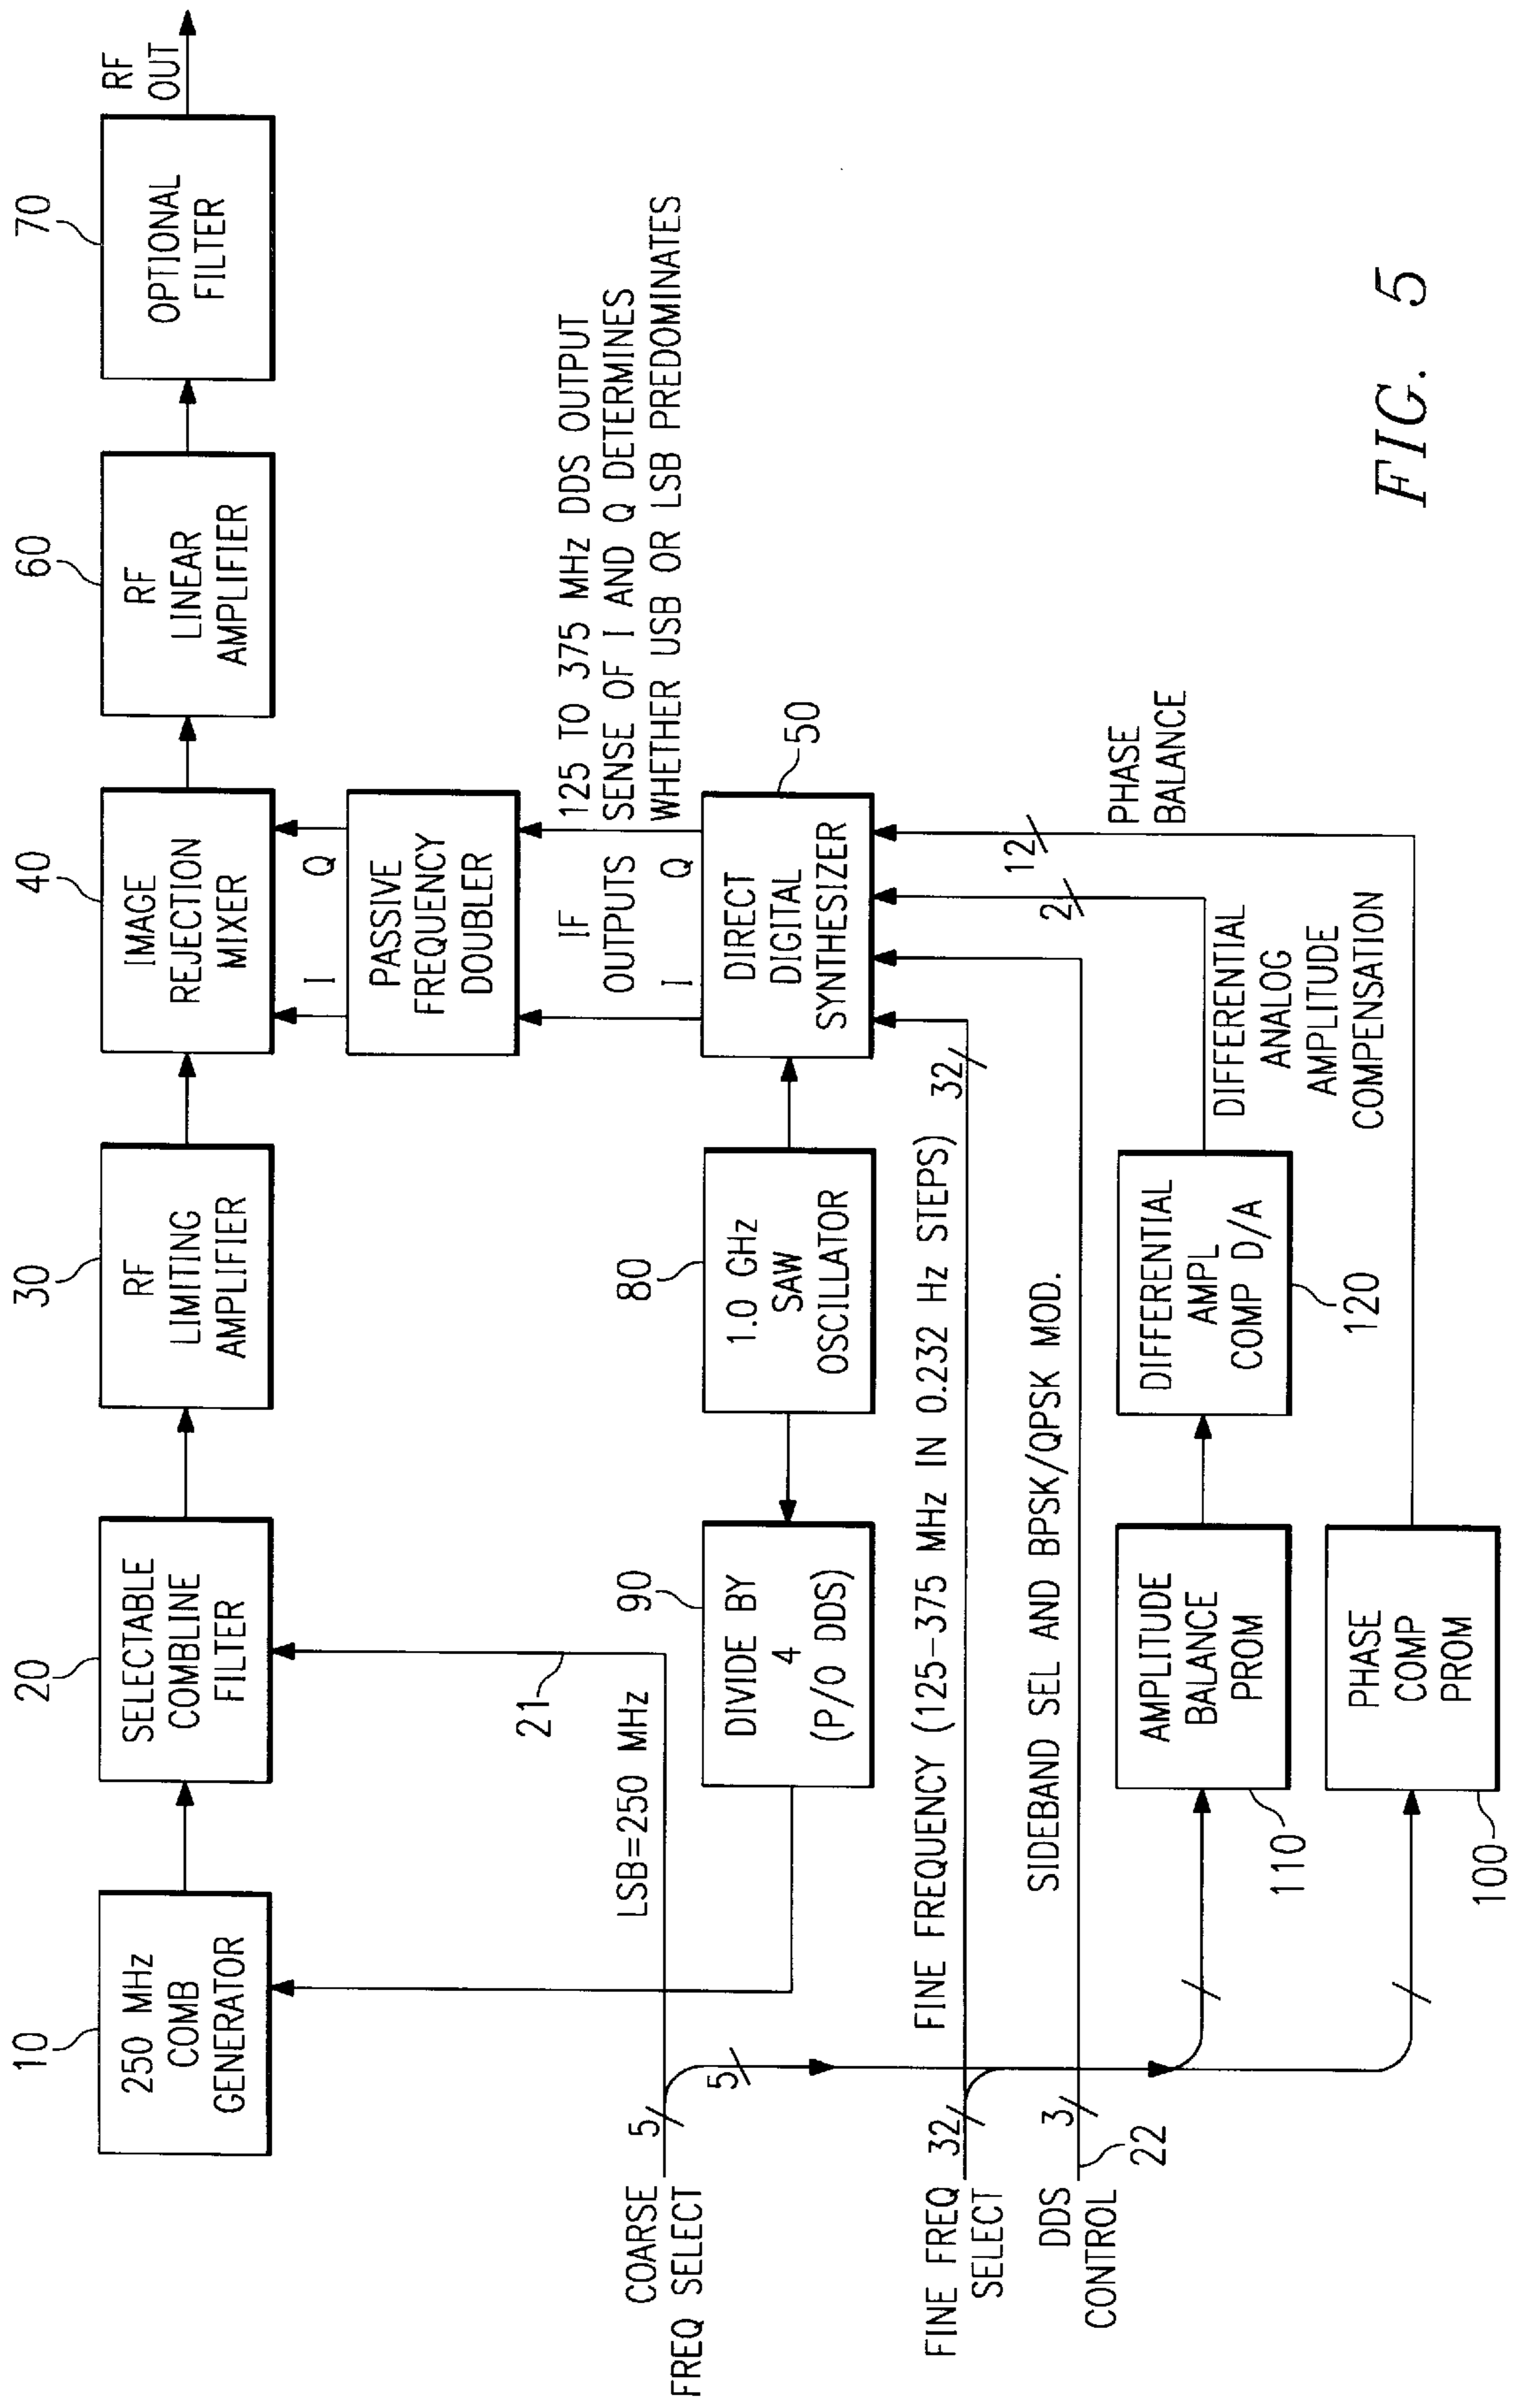 10
20
30
40
60
70
250 MHz
COMB
GENERATOR
SELECTABLE
COMBLINE
FILTER
RF
LIMITING
AMPLIFIER
IMAGE
REJECTION
MIXER
RF
LINEAR
AMPLIFIER
OPTIONAL
FILTER
RF
OUT
I
Q
PASSIVE
FREQUENCY
DOUBLER
21
IF
OUTPUTS
I
Q
125 TO 375 MHz DDS OUTPUT
SENSE OF I AND Q DETERMINES
WHETHER USB OR LSB PREDOMINATES
COARSE
FREQ SELECT
5
LSB=250 MHz
5
90
80
50
DIVIDE BY
4
(P/O DDS)
1.0 GHz
SAW
OSCILLATOR
DIRECT
DIGITAL
SYNTHESIZER
FINE FREQ
SELECT
32
FINE FREQUENCY (125-375 MHz IN 0.232 Hz STEPS)
32
DDS
CONTROL
3
22
SIDEBAND SEL AND BPSK/QPSK MOD.
2
12
PHASE
BALANCE
AMPLITUDE
BALANCE
PROM
110
DIFFERENTIAL
AMPL
COMP D/A
120
DIFFERENTIAL
ANALOG
AMPLITUDE
COMPENSATION
PHASE
COMP
PROM
100
FIG. 5